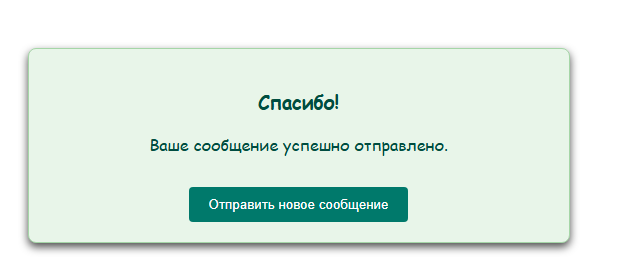 Спасибо!
Ваше сообщение успешно отправлено.
Отправить новое сообщение